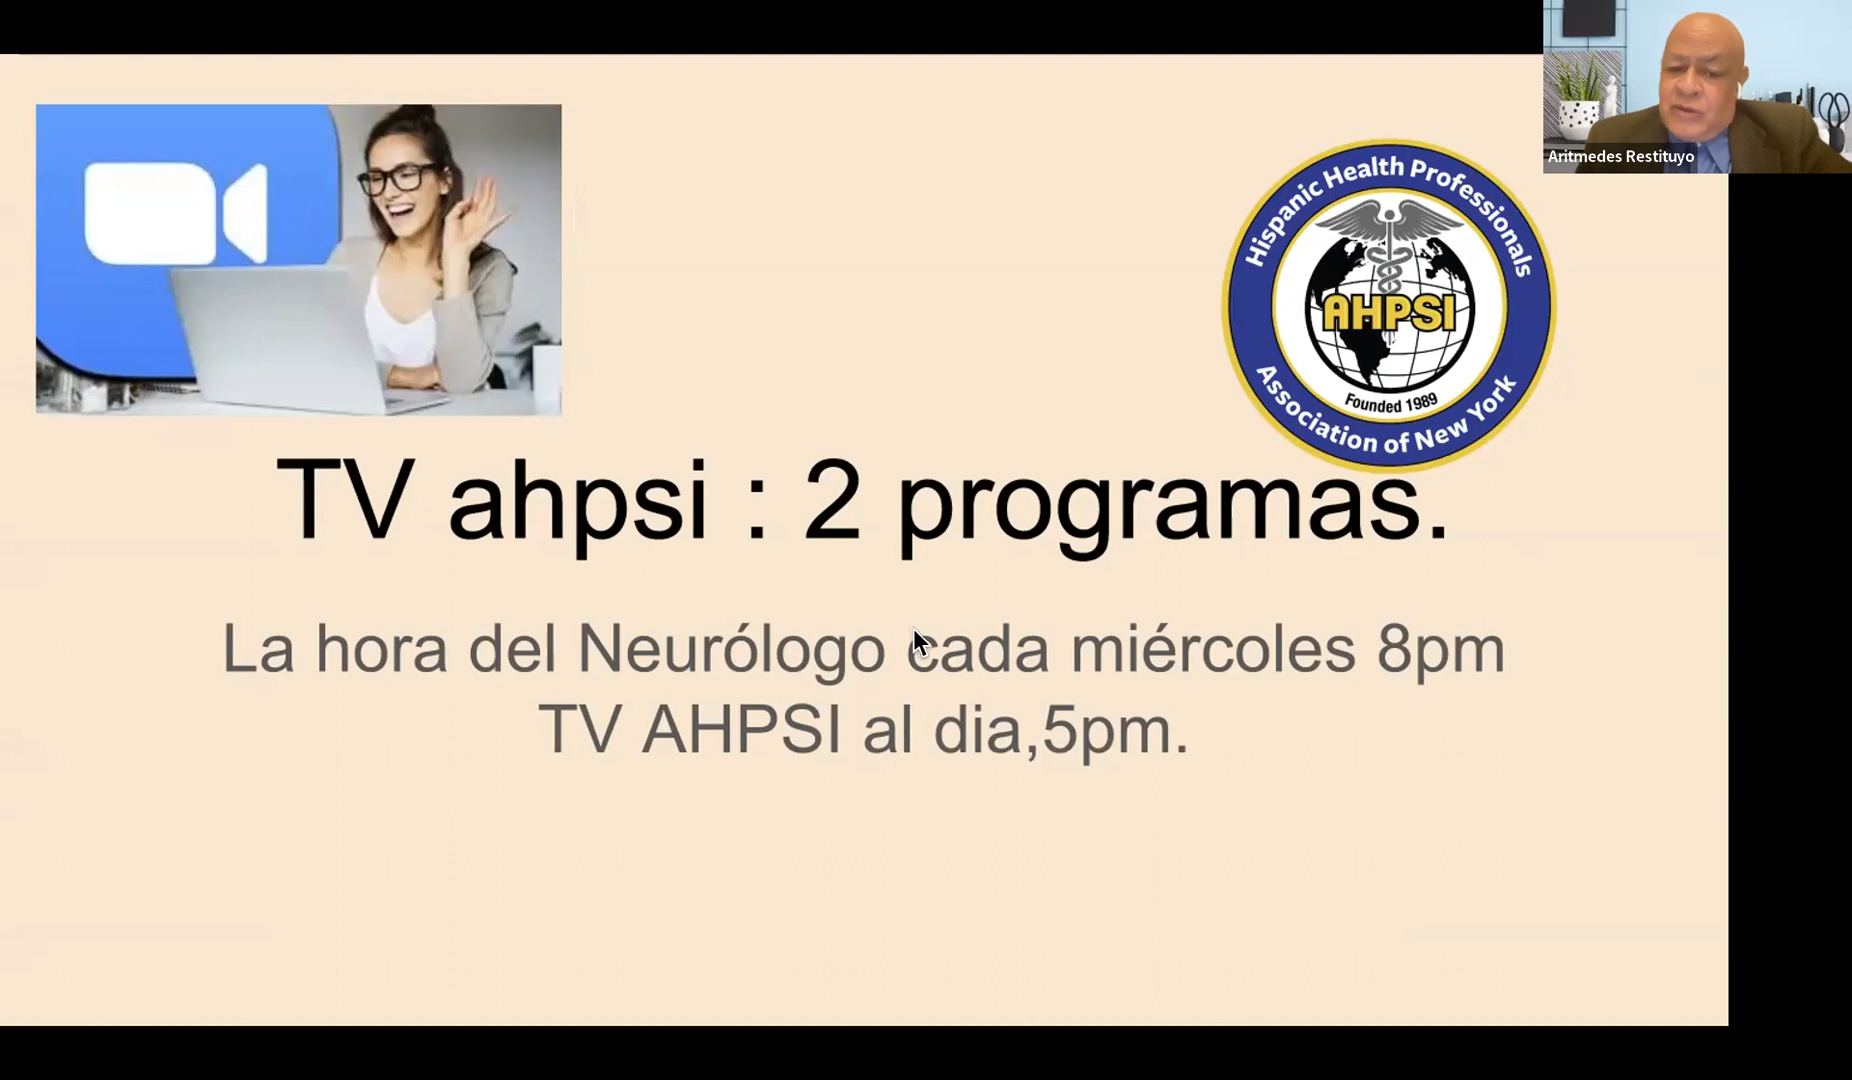 Aritmedes Restituyo
Hispanic Health Professionals
AHPSI
Founded 1989
Association of New York
TV ahpsi : 2 programas.
La hora del Neurólogo cada miércoles 8pm
TV AHPSI al dia,5pm.